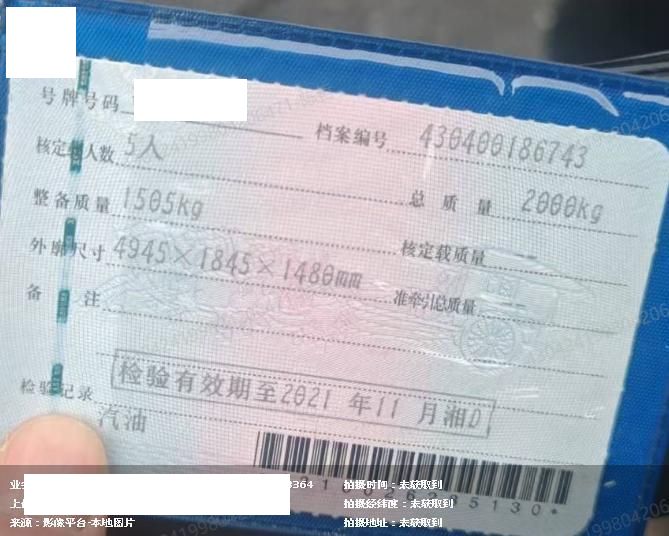 号牌号码
档案编号 430400186743
核定载人数 5人
整备质量 1505kg 总质量 2000kg
外廓尺寸 4945×1845×1480mm 核定载质量
备注 准牵引总质量
检验记录 检验有效期至2021年11月湘D
汽油
3364 拍摄时间：未获取到
拍摄经纬度：未获取到
来源：影像平台-本地图片 拍摄地址：未获取到